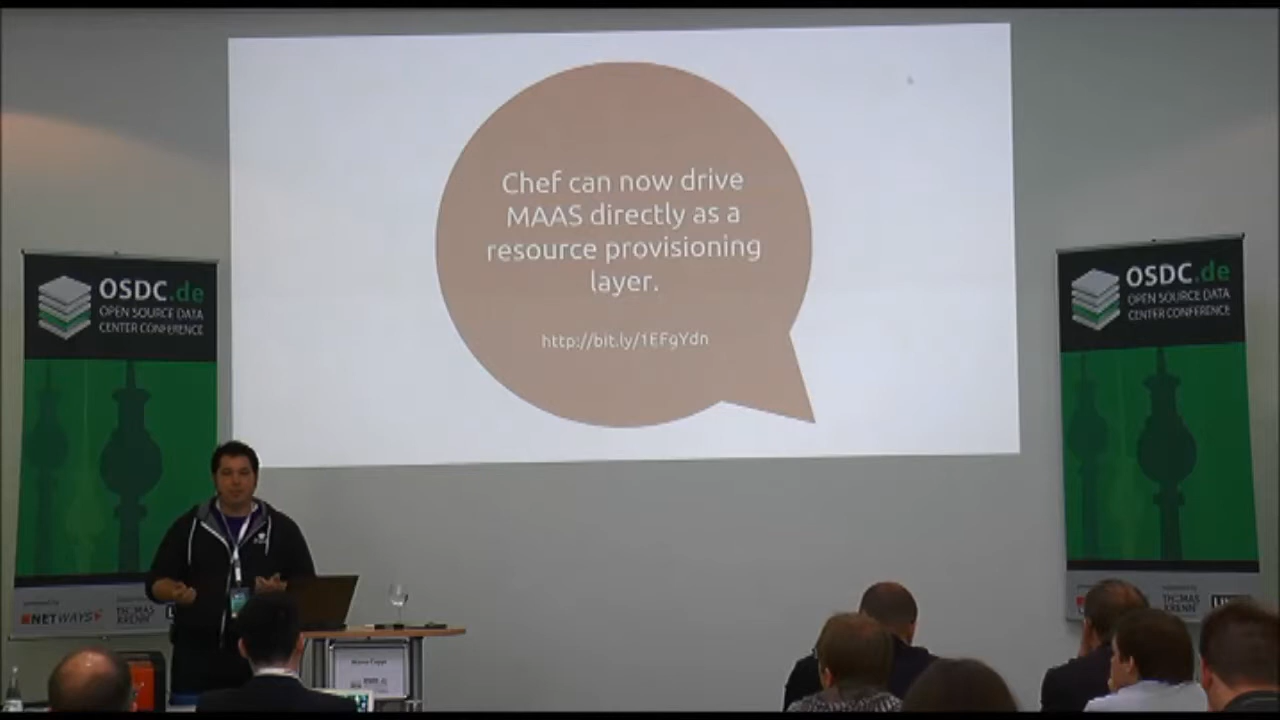 Chef can now drive
MAAS directly as a
resource provisioning
layer.
http://bit.ly/1EFgYdn
OSDC.de
OPEN SOURCE DATA
CENTER CONFERENCE
NETWAYS
THOMAS
KRENN
OSDC.de
OPEN SOURCE DATA
CENTER CONFERENCE
THOMAS
KRENN